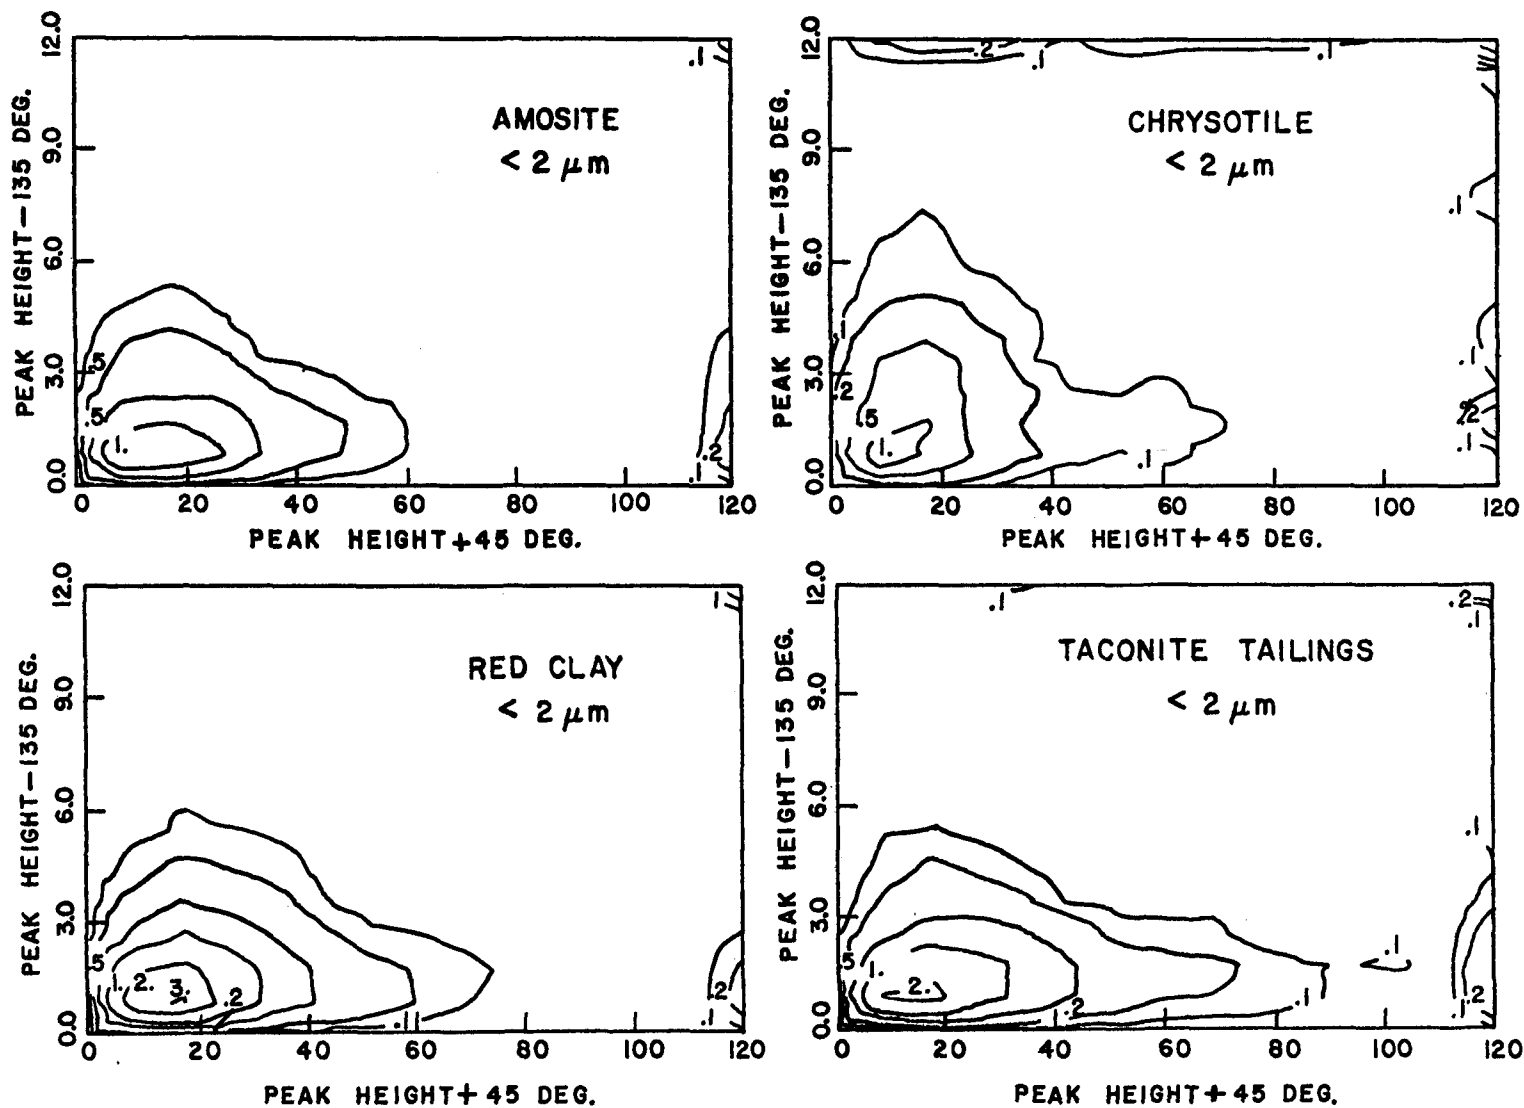 PEAK HEIGHT—135 DEG.
12.0
9.0
6.0
3.0
0.0
AMOSITE
< 2 μm
.1
.5
.5
1.
.2
.1
0 20 40 60 80 100 120
PEAK HEIGHT+45 DEG.
PEAK HEIGHT—135 DEG.
12.0
9.0
6.0
3.0
0.0
CHRYSOTILE
< 2 μm
.2
.1
.1
.1
.1
.1
.2
.2
.5
1.
.1
.1
0 20 40 60 80 100 120
PEAK HEIGHT+45 DEG.
PEAK HEIGHT—135 DEG.
12.0
9.0
6.0
3.0
0.0
RED CLAY
< 2 μm
1
.5
1.
2.
3.
.2
.1
.2
.1
0 20 40 60 80 100 120
PEAK HEIGHT+45 DEG.
PEAK HEIGHT—135 DEG.
12.0
9.0
6.0
3.0
0.0
TACONITE TAILINGS
< 2 μm
.1
.2
.1
.1
.1
.5
1.
2.
.2
.1
.2
.1
0 20 40 60 80 100 120
PEAK HEIGHT+45 DEG.